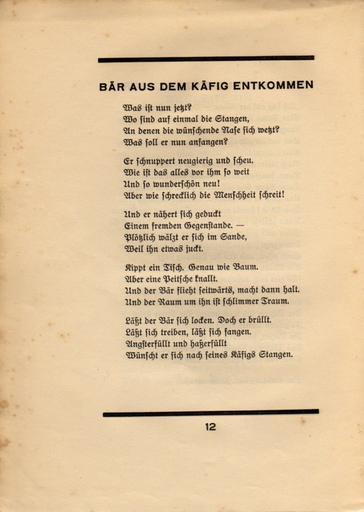 BÄR AUS DEM KÄFIG ENTKOMMEN
Was ist nun jetzt?
Wo sind auf einmal die Stangen,
An denen die wünschende Nase sich wetzt?
Was soll er nun anfangen?
Er schnuppert neugierig und scheu.
Wie ist das alles vor ihm so weit
Und so wunderschön neu!
Aber wie schrecklich die Menschheit schreit!
Und er nähert sich geduckt
Einem fremden Gegenstande. —
Plötzlich wälzt er sich im Sande,
Weil ihn etwas juckt.
Kippt ein Tisch. Genau wie Baum.
Aber eine Peitsche knallt.
Und der Bär flieht seitwärts, macht dann halt.
Und der Raum um ihn ist schlimmer Traum.
Läßt der Bär sich locken. Doch er brüllt.
Läßt sich treiben, läßt sich fangen.
Angsterfüllt und haßerfüllt
Wünscht er sich nach seines Käfigs Stangen.
12